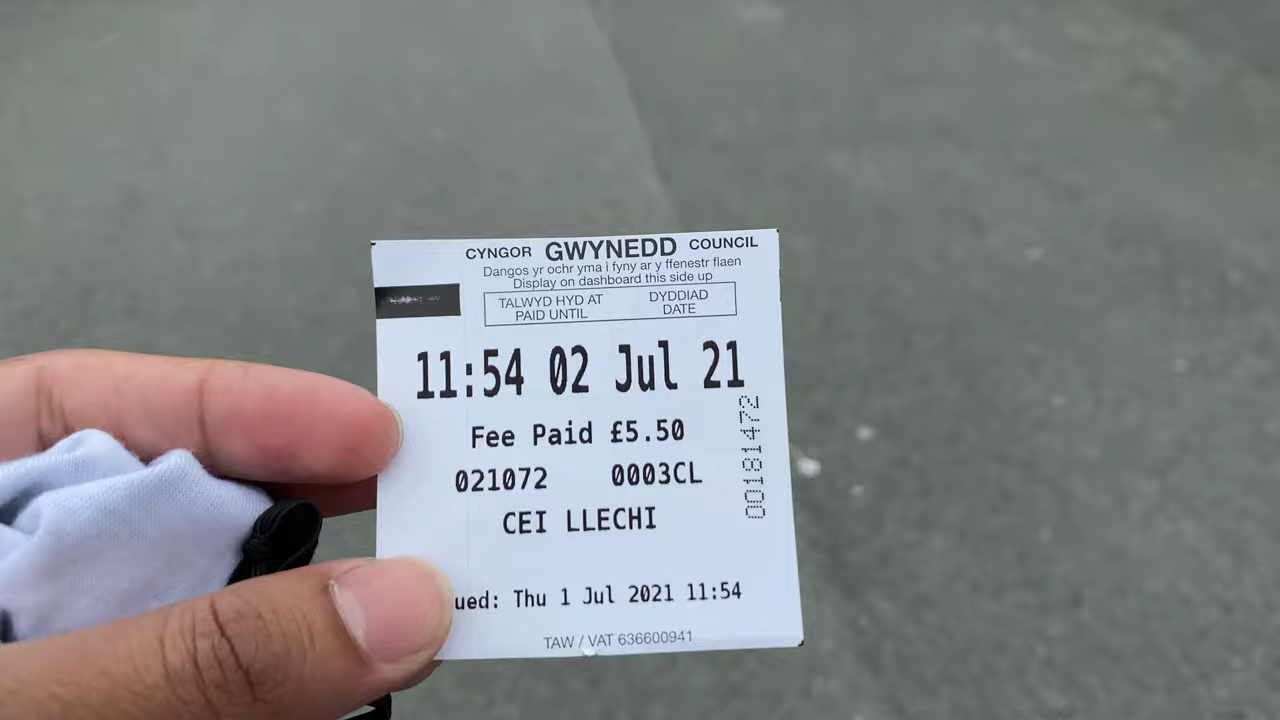 CYNGOR GWYNEDD COUNCIL
Dangos yr ochr yma i fyny ar y ffenestr flaen
Display on dashboard this side up
TALWYD HYD AT DYDDIAD
PAID UNTIL DATE
11:54 02 Jul 21
Fee Paid £5.50
021072 0003CL
CEI LLECHI
00181472
ued: Thu 1 Jul 2021 11:54
TAW / VAT 636600941